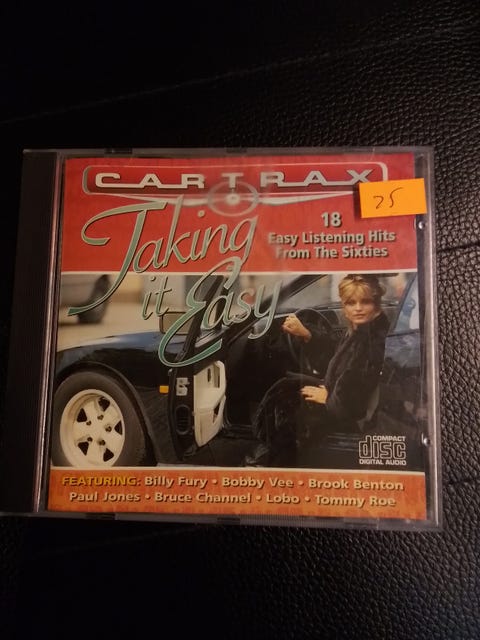 CARTRAX
25
Taking
it Easy
18
Easy Listening Hits
From The Sixties
COMPACT
disc
DIGITAL AUDIO
FEATURING: Billy Fury • Bobby Vee • Brook Benton
Paul Jones • Bruce Channel • Lobo • Tommy Roe